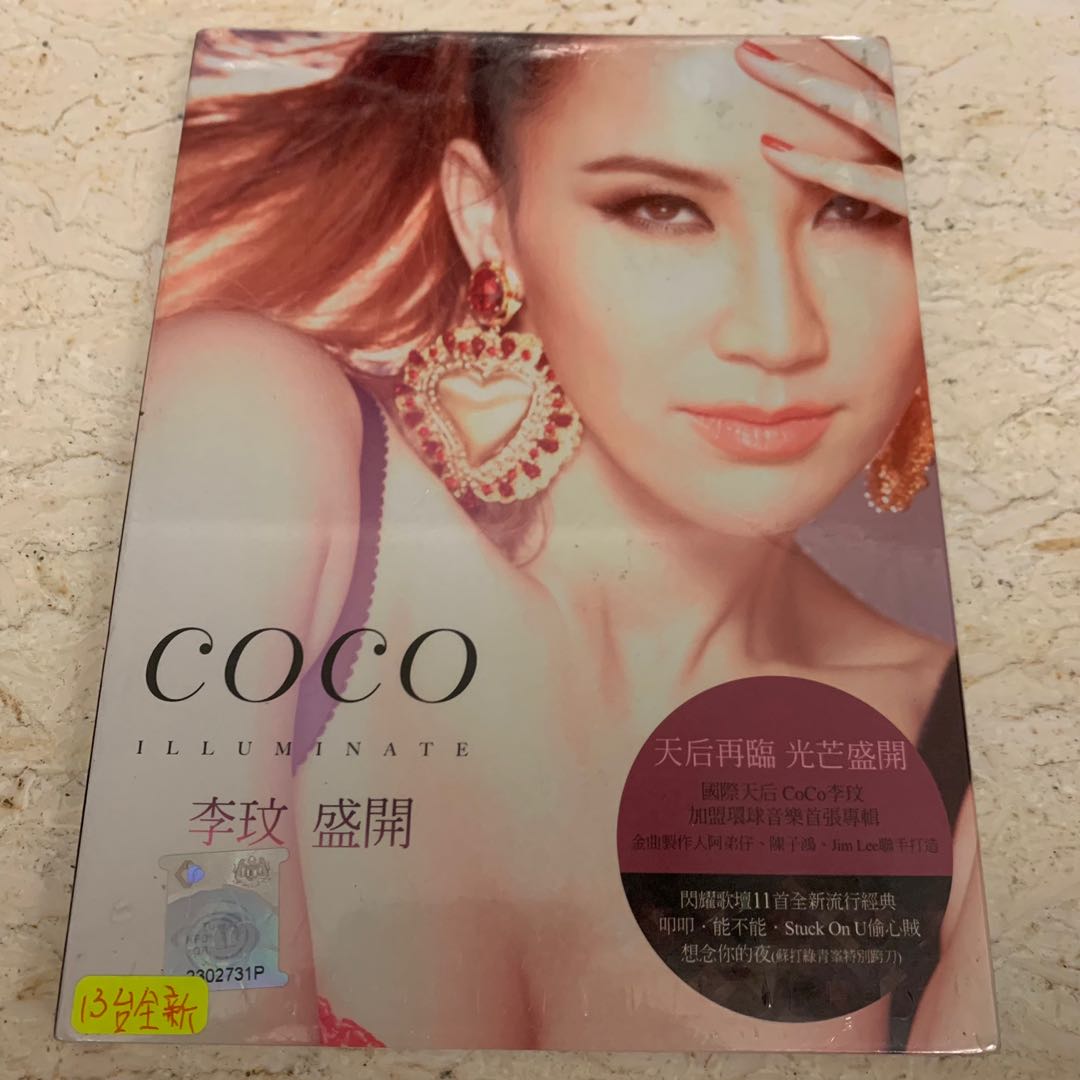 COCO
ILLUMINATE
李玟 盛開
天后再臨 光芒盛開
國際天后 CoCo李玟
加盟環球音樂首張專輯
金曲製作人阿弟仔、陳子鴻、Jim Lee聯手打造
閃耀歌壇11首全新流行經典
叩叩·能不能·Stuck On U偷心賊
想念你的夜(蘇打綠青峯特別跨刀)
2302731P
13台全新